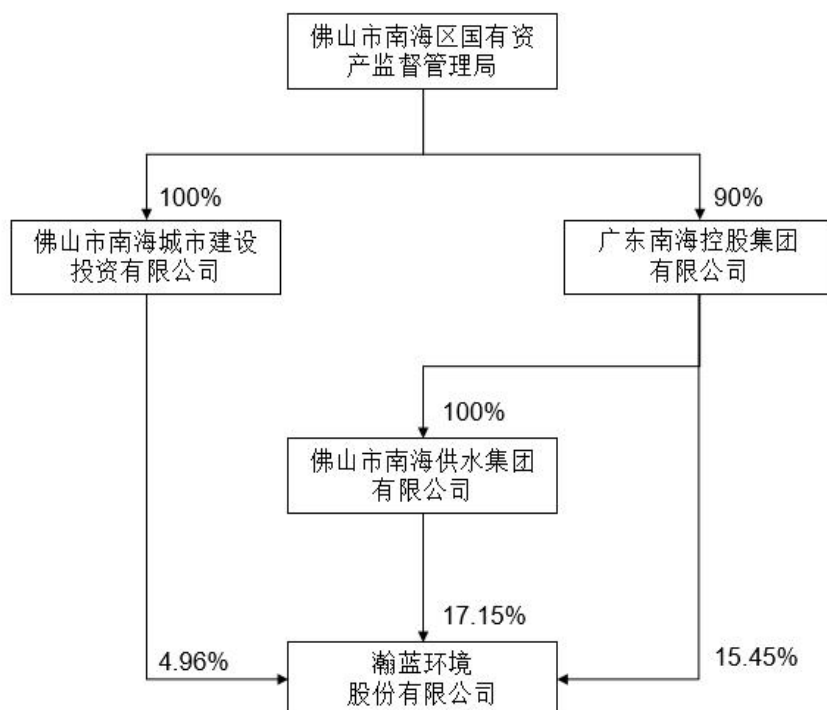 佛山市南海区国有资
产监督管理局
100%
90%
佛山市南海城市建设
投资有限公司
广东南海控股集团
有限公司
100%
佛山市南海供水集团
有限公司
17.15%
4.96%
15.45%
瀚蓝环境
股份有限公司